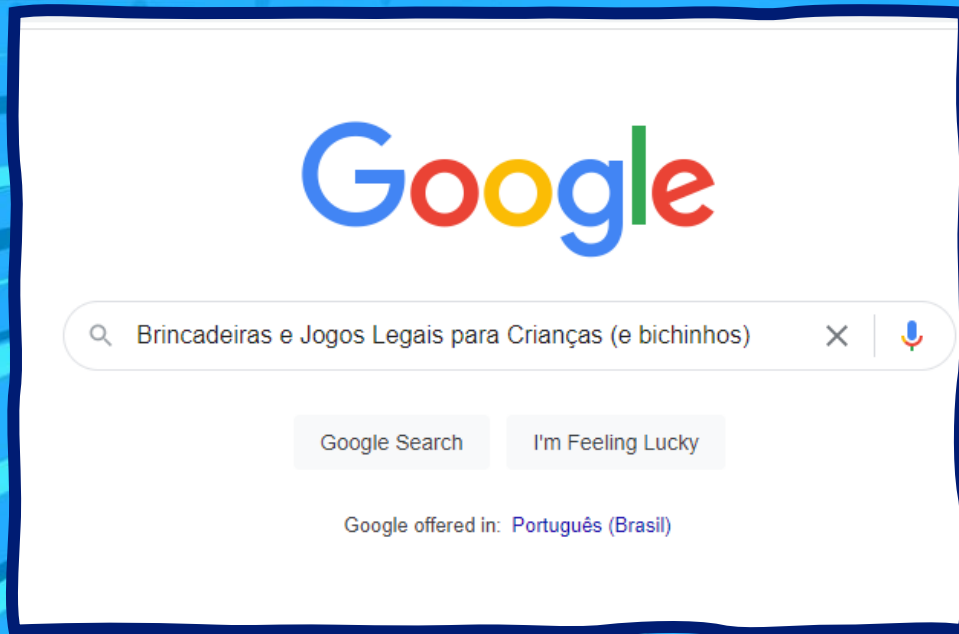 Google
Brincadeiras e Jogos Legais para Crianças (e bichinhos)
Google Search
I'm Feeling Lucky
Google offered in: Português (Brasil)